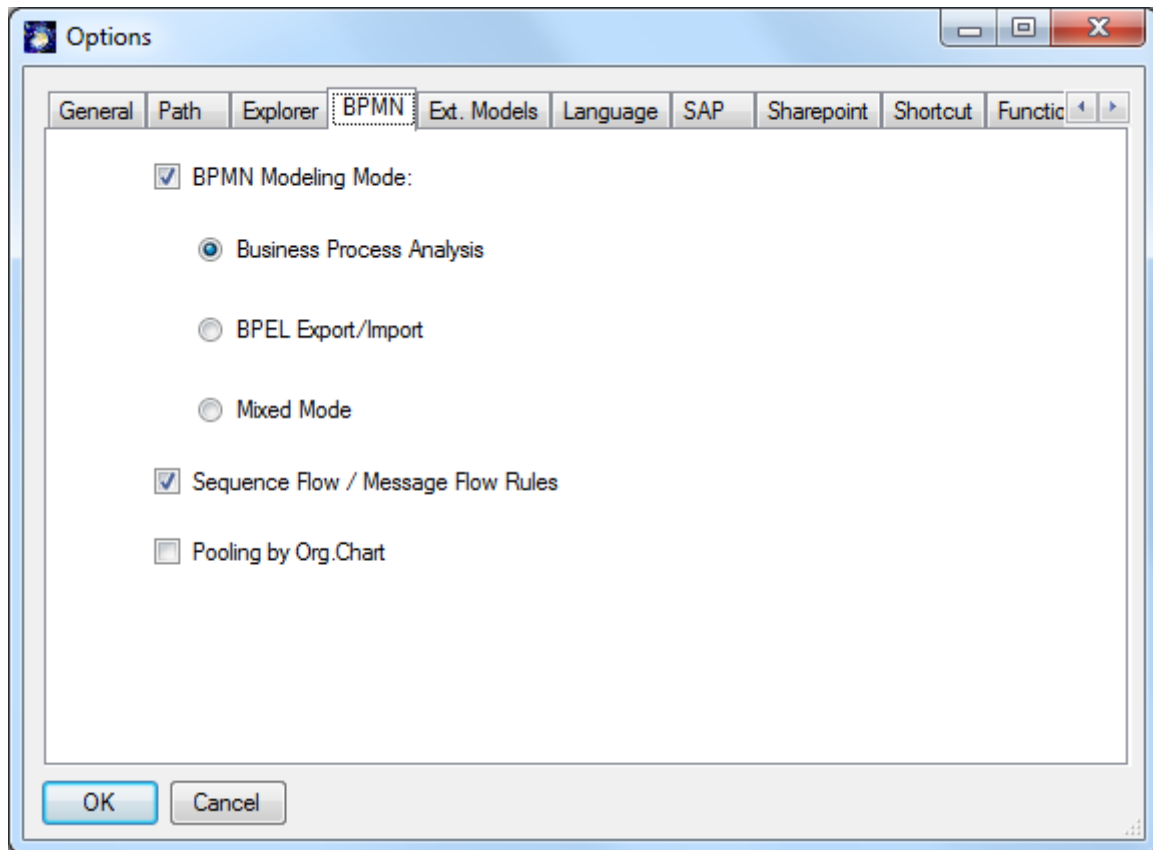 Options
General Path Explorer BPMN Ext. Models Language SAP Sharepoint Shortcut Functic
BPMN Modeling Mode:
Business Process Analysis
BPEL Export/Import
Mixed Mode
Sequence Flow / Message Flow Rules
Pooling by Org.Chart
OK Cancel